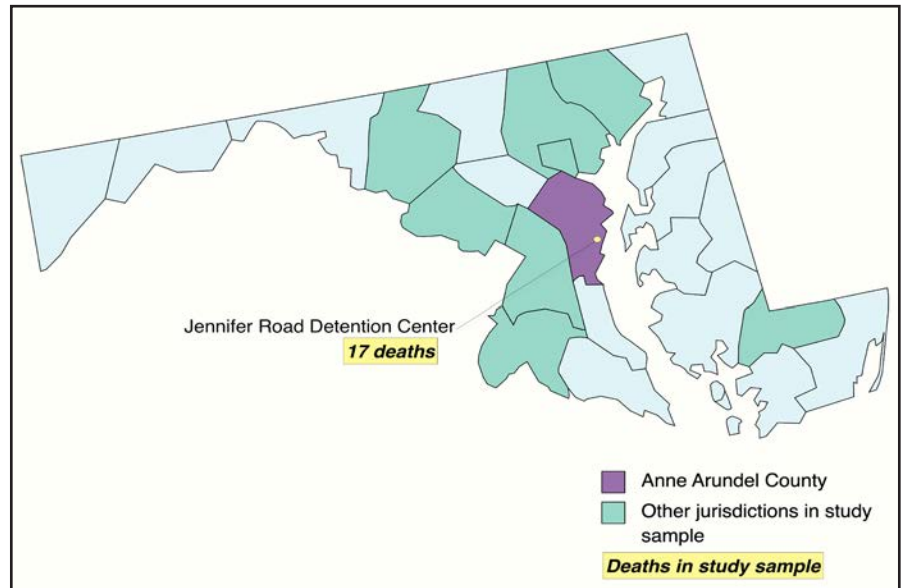 Jennifer Road Detention Center
17 deaths
Anne Arundel County
Other jurisdictions in study
sample
Deaths in study sample